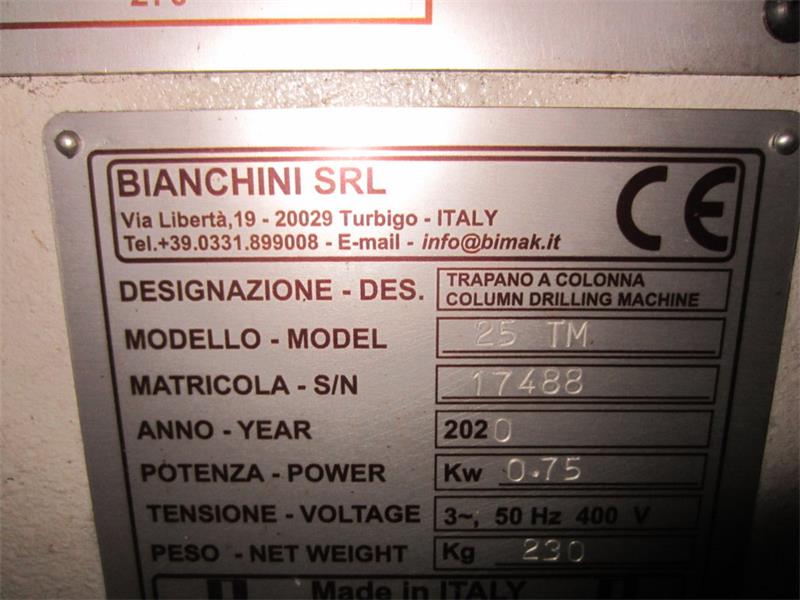 BIANCHINI SRL
Via Libertà,19 - 20029 Turbigo - ITALY
Tel.+39.0331.899008 - E-mail - info@bimak.it
CE
DESIGNAZIONE - DES. TRAPANO A COLONNA
COLUMN DRILLING MACHINE
MODELLO - MODEL 25 TM
MATRICOLA - S/N 17488
ANNO - YEAR 2020
POTENZA - POWER Kw 0.75
TENSIONE - VOLTAGE 3~, 50 Hz 400 V
PESO - NET WEIGHT Kg 230
Made in ITALY